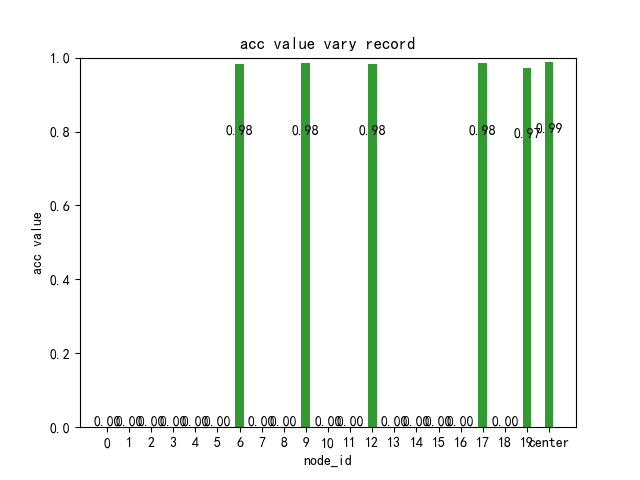 acc value vary record
1.0
0.8
0.6
0.4
0.2
0.0
acc value
0.98 0.98 0.98 0.98 0.97 0.99
0.00 0.00 0.00 0.00 0.00 0.00 0.00 0.00 0.00 0.00 0.00 0.00 0.00 0.00 0.00
0 1 2 3 4 5 6 7 8 9 10 11 12 13 14 15 16 17 18 19 center
node_id